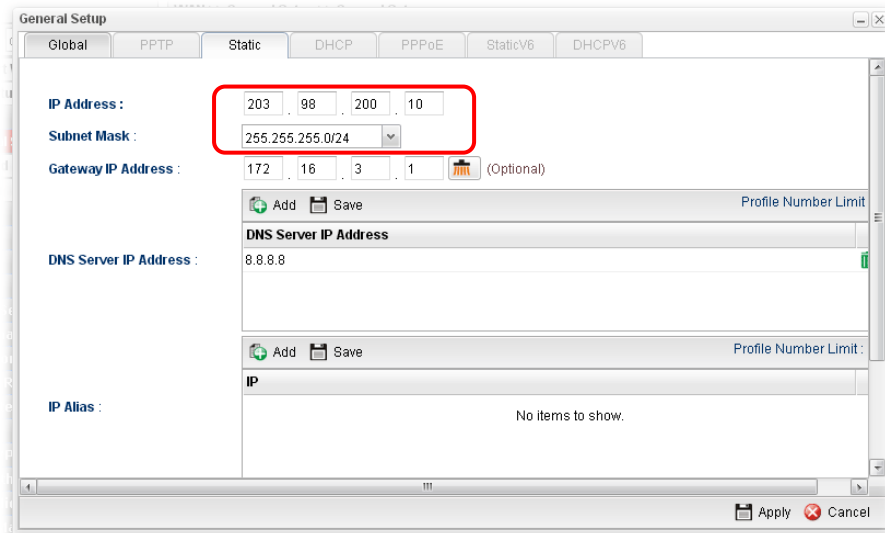 General Setup
Global PPTP Static DHCP PPPoE StaticV6 DHCPV6
IP Address : 203 . 98 . 200 . 10
Subnet Mask : 255.255.255.0/24
Gateway IP Address : 172 . 16 . 3 . 1 (Optional)
Add Save Profile Number Limit
DNS Server IP Address
DNS Server IP Address : 8.8.8.8
Add Save Profile Number Limit :
IP
IP Alias :
No items to show.
Apply Cancel